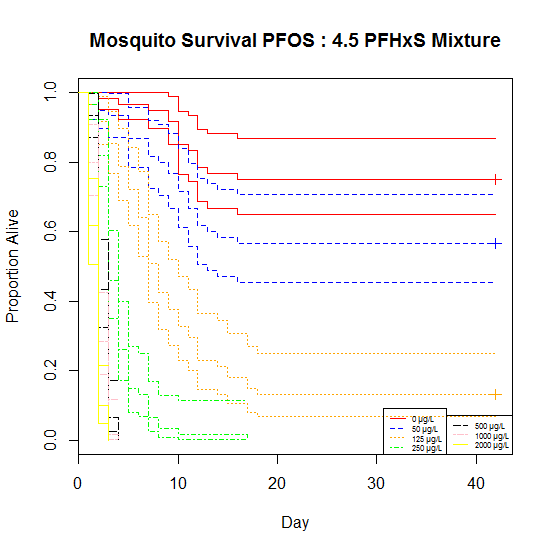 Mosquito Survival PFOS : 4.5 PFHxS Mixture
Proportion Alive
1.0
0.8
0.6
0.4
0.2
0.0
0 µg/L
50 µg/L
125 µg/L
250 µg/L
500 µg/L
1000 µg/L
2000 µg/L
0 10 20 30 40
Day